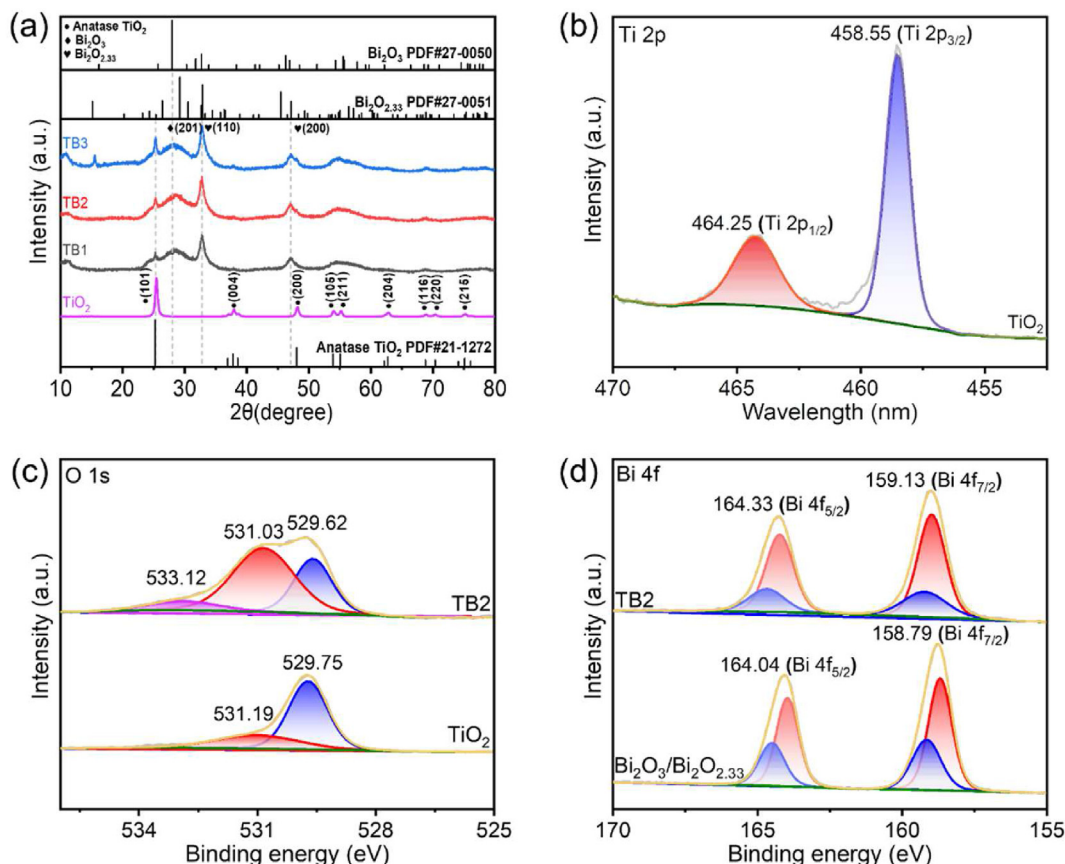 (a)
• Anatase TiO₂
♦ Bi₂O₃
♥ Bi₂O₂.₃₃
Bi₂O₃ PDF#27-0050
Bi₂O₂.₃₃ PDF#27-0051
♦(201) ♥(110) ♥(200)
TB3
TB2
TB1
TiO₂
•(101) •(004) •(200) •(105) •(211) •(204) •(116) •(220) •(215)
Anatase TiO₂ PDF#21-1272
10 20 30 40 50 60 70 80
2θ(degree)
Intensity (a.u.)
(b)
Ti 2p
458.55 (Ti 2p₃/₂)
464.25 (Ti 2p₁/₂)
TiO₂
470 465 460 455
Wavelength (nm)
Intensity (a.u.)
(c)
O 1s
531.03 529.62
533.12
TB2
529.75
531.19
TiO₂
534 531 528 525
Binding energy (eV)
Intensity (a.u.)
(d)
Bi 4f
159.13 (Bi 4f₇/₂)
164.33 (Bi 4f₅/₂)
TB2
158.79 (Bi 4f₇/₂)
164.04 (Bi 4f₅/₂)
Bi₂O₃/Bi₂O₂.₃₃
170 165 160 155
Binding energy (eV)
Intensity (a.u.)